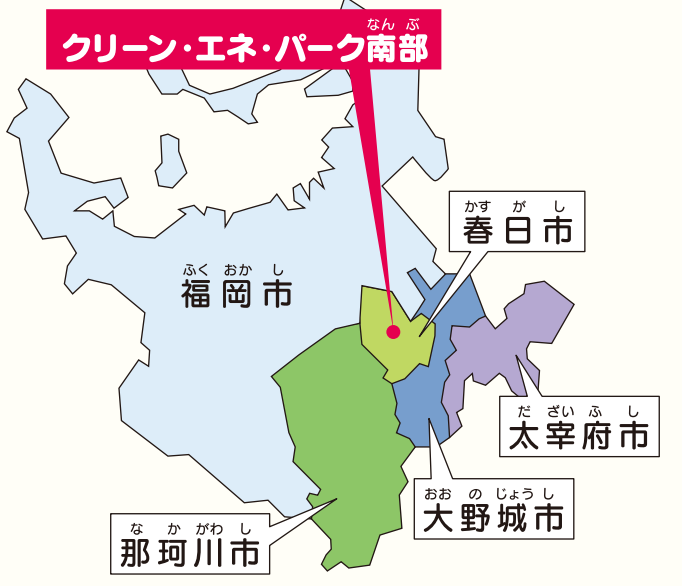 なんぶ
クリーン・エネ・パーク南部
かすがし
春日市
ふくおかし
福岡市
だざいふし
太宰府市
おおのじょうし
大野城市
なかがわし
那珂川市